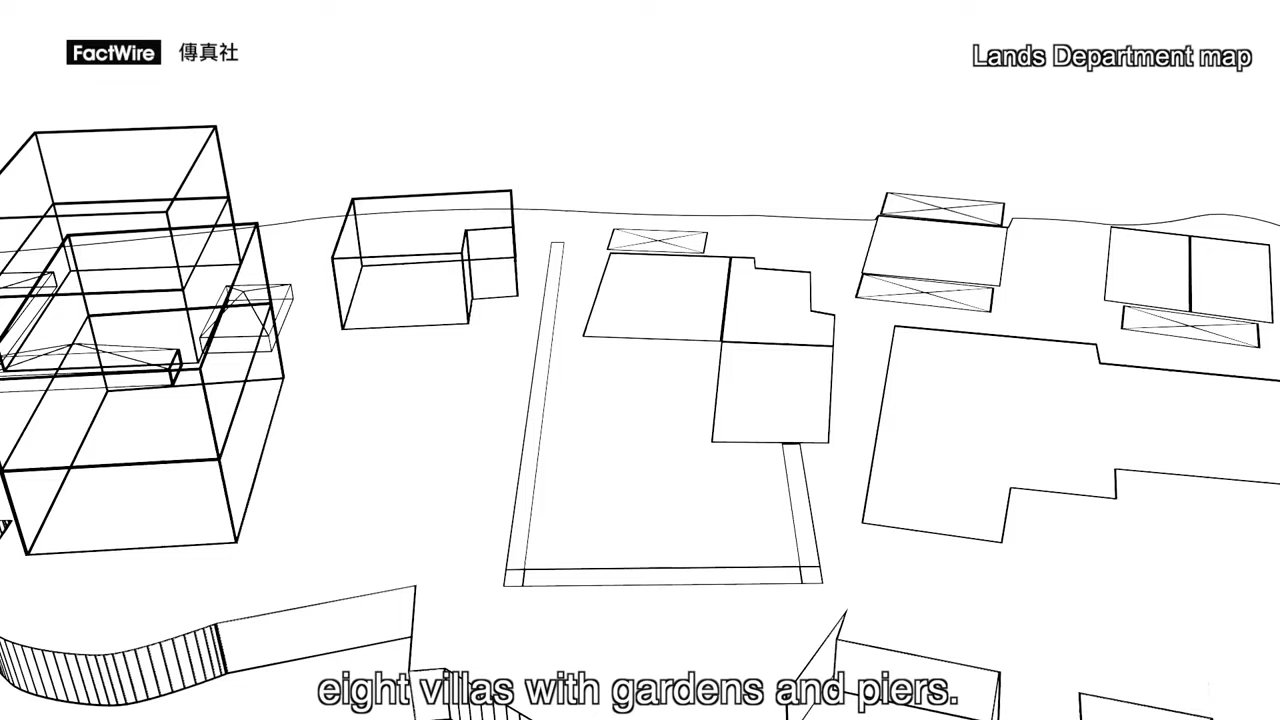 FactWire 傳真社
Lands Department map
eight villas with gardens and piers.